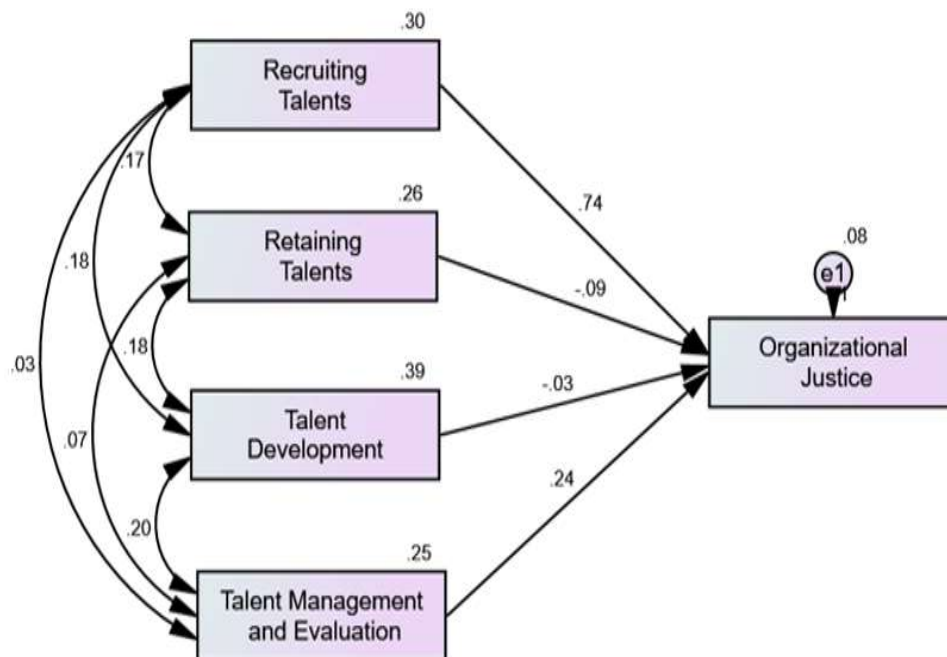 .30
Recruiting
Talents
.17
.74
.26
Retaining
Talents
.18
-.09
.08
e1
1
Organizational
Justice
.03
.18
.39
-.03
Talent
Development
.07
.24
.20
.25
Talent Management
and Evaluation